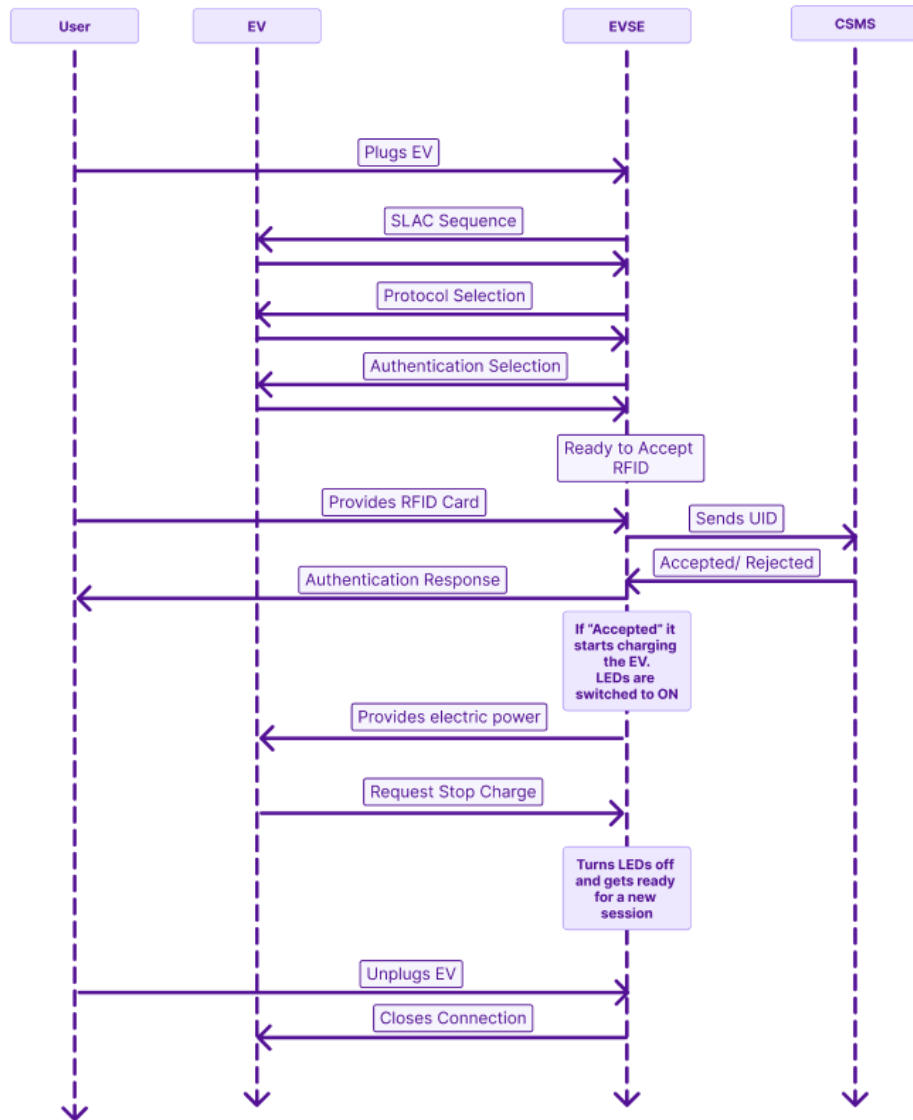 User
EV
EVSE
CSMS
Plugs EV
SLAC Sequence
Protocol Selection
Authentication Selection
Ready to Accept
RFID
Provides RFID Card
Sends UID
Accepted/ Rejected
Authentication Response
If "Accepted" it
starts charging
the EV.
LEDs are
switched to ON
Provides electric power
Request Stop Charge
Turns LEDs off
and gets ready
for a new
session
Unplugs EV
Closes Connection